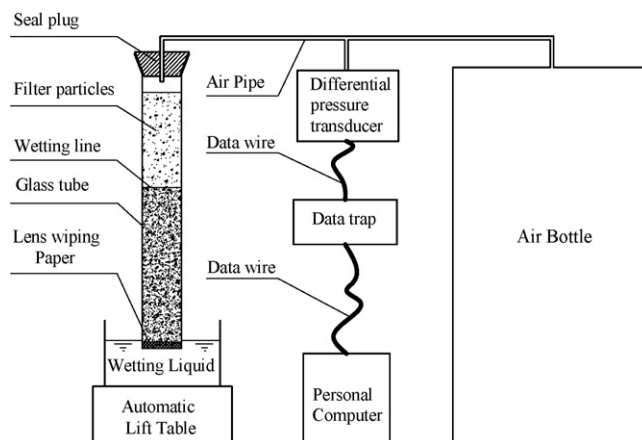 Seal plug
Filter particles
Wetting line
Glass tube
Lens wiping
Paper
Wetting Liquid
Automatic
Lift Table
Air Pipe
Differential
pressure
transducer
Data wire
Data trap
Data wire
Personal
Computer
Air Bottle